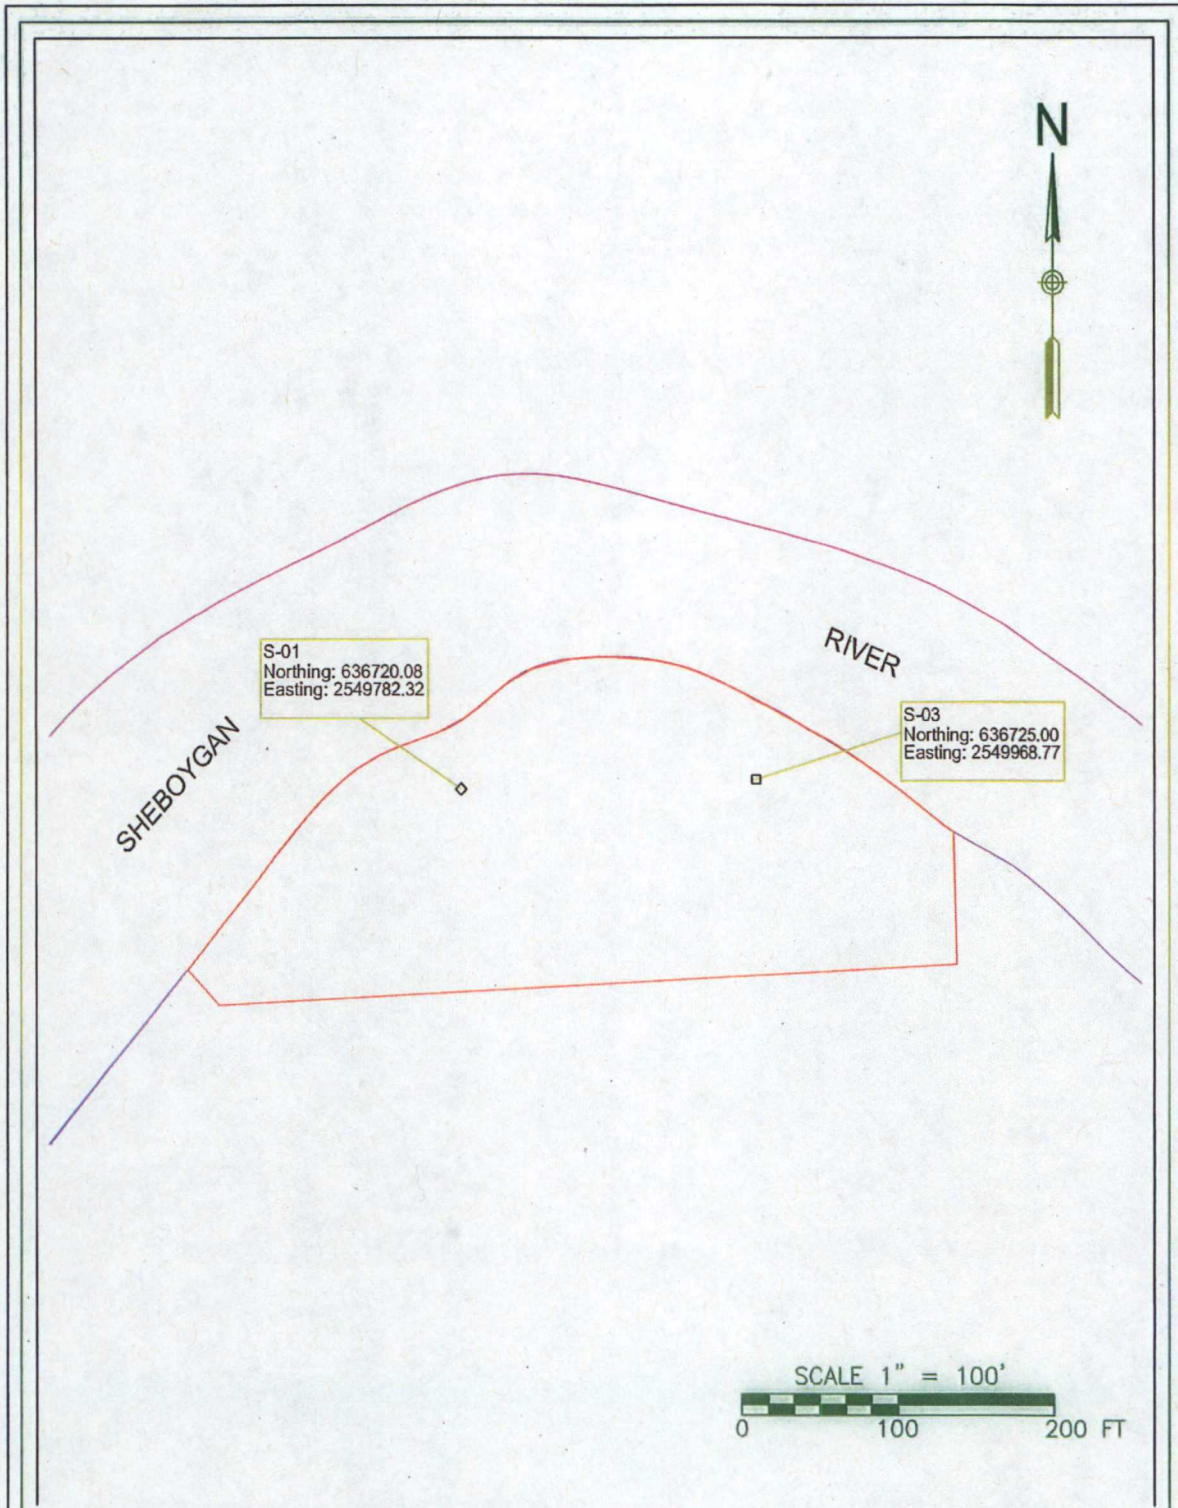 N
RIVER
S-01
Northing: 636720.08
Easting: 2549782.32
S-03
Northing: 636725.00
Easting: 2549968.77
SHEBOYGAN
SCALE 1" = 100'
0 100 200 FT